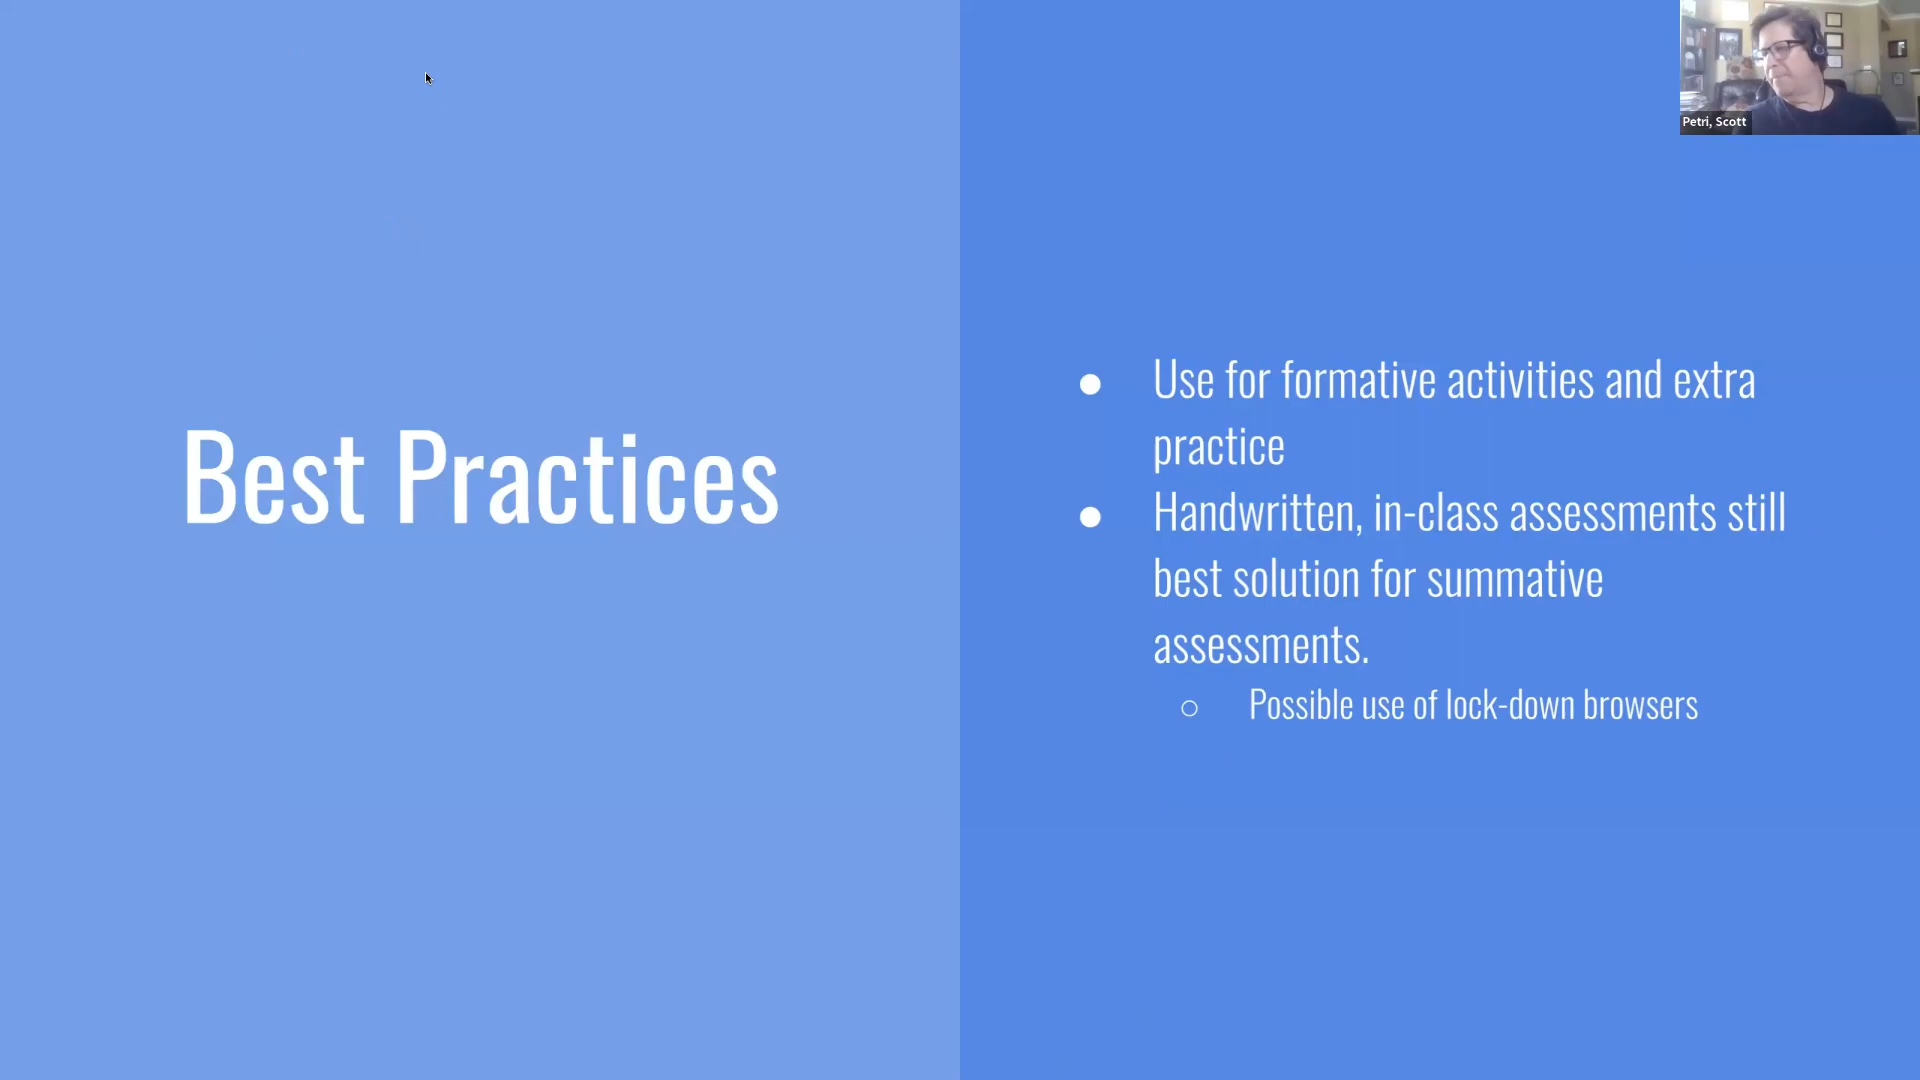 Petri, Scott
Best Practices
● Use for formative activities and extra
practice
● Handwritten, in-class assessments still
best solution for summative
assessments.
○ Possible use of lock-down browsers